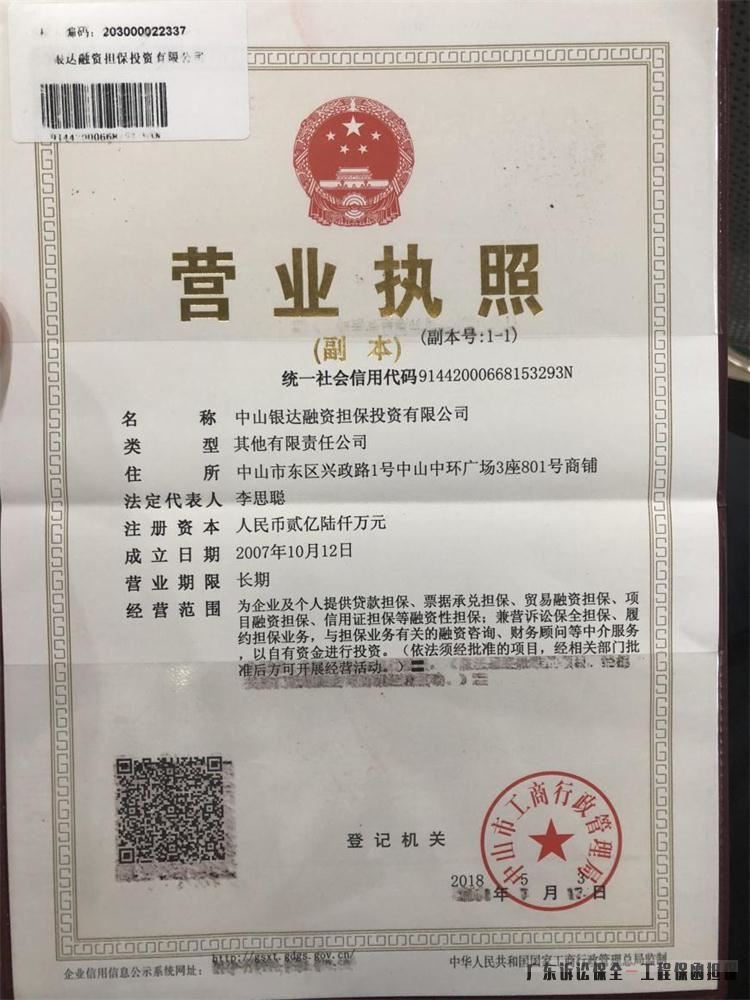 编码：203000022337
银达融资担保投资有限公司
营业执照
(副 本)
(副本号:1-1)
统一社会信用代码91442000668153293N
名 称 中山银达融资担保投资有限公司
类 型 其他有限责任公司
住 所 中山市东区兴政路1号中山中环广场3座801号商铺
法定代表人 李思聪
注册资本 人民币贰亿陆仟万元
成立日期 2007年10月12日
营业期限 长期
经营范围 为企业及个人提供贷款担保、票据承兑担保、贸易融资担保、项
目融资担保、信用证担保等融资性担保；兼营诉讼保全担保、履
约担保业务，与担保业务有关的融资咨询、财务顾问等中介服务
，以自有资金进行投资。（依法须经批准的项目，经相关部门批
准后方可开展经营活动。）
登记机关
中山市工商行政管理局
2018 5 3
年 月 日
http://gsxt.gdgs.gov.cn/
企业信用信息公示系统网址：
中华人民共和国国家工商行政管理总局监制
广东诉讼保全－工程保函担